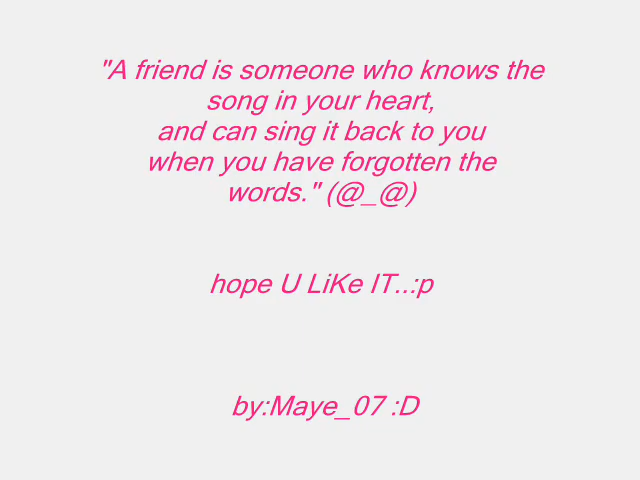 "A friend is someone who knows the
song in your heart,
and can sing it back to you
when you have forgotten the
words." (@_@)
hope U LiKe IT..:p
by:Maye_07 :D